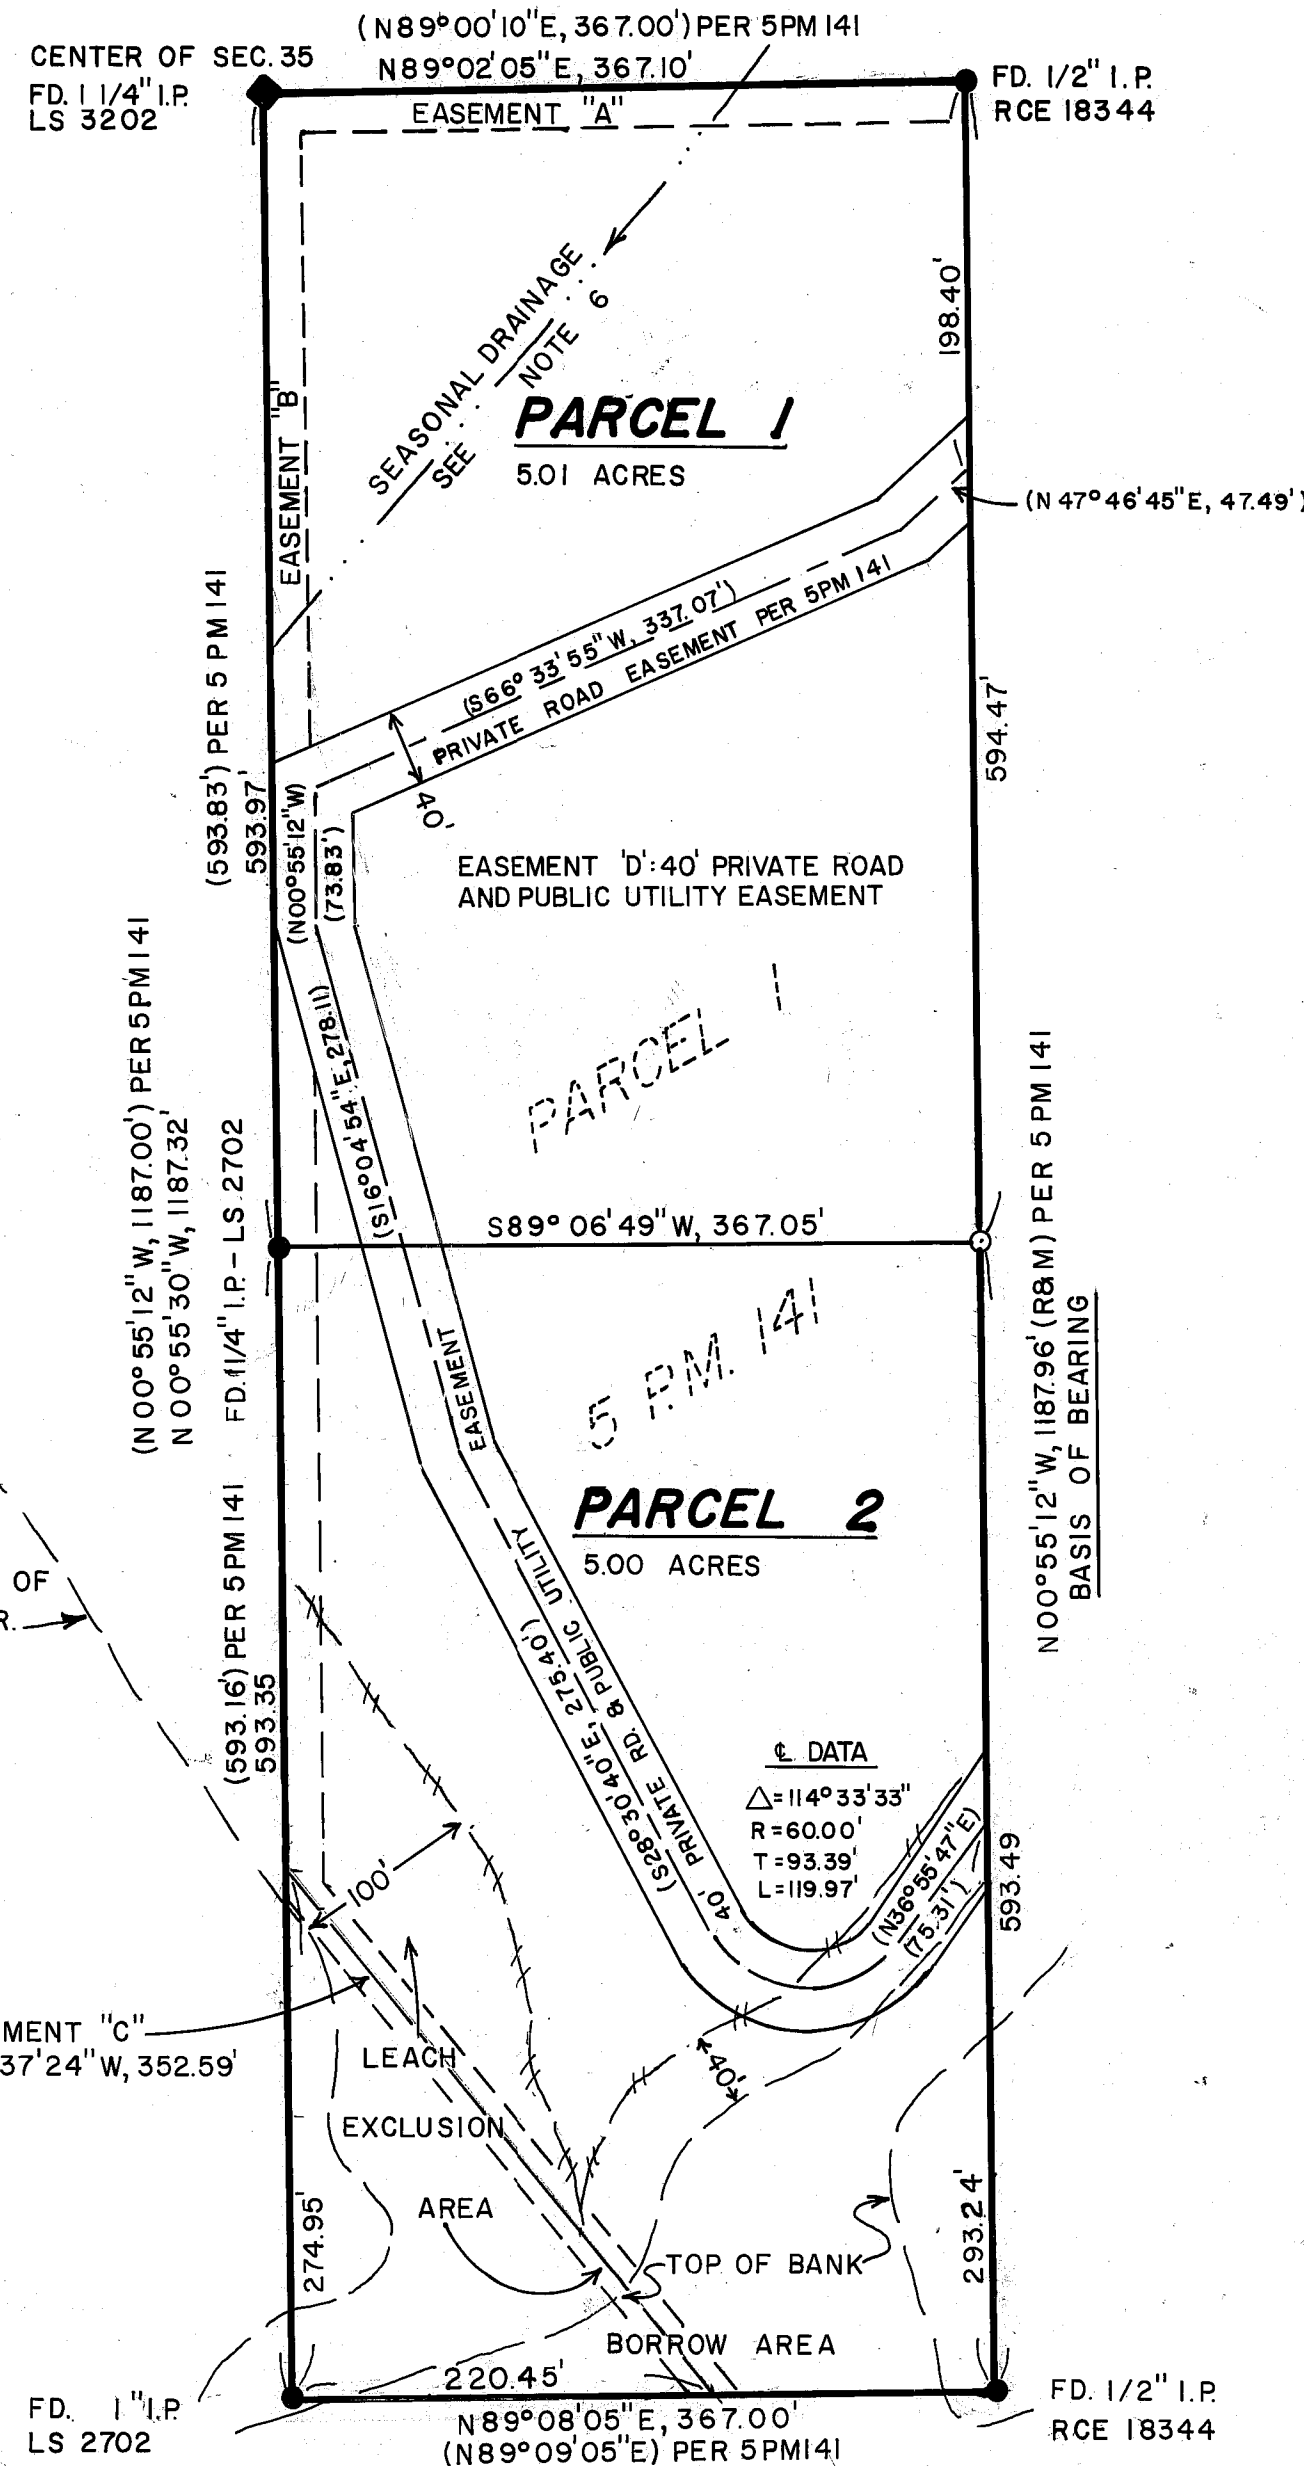 (N89°00'10"E, 367.00') PER 5PM 141
CENTER OF SEC. 35
N89°02'05"E, 367.10'
FD. 1 1/4" I.P.
LS 3202
FD. 1/2" I.P.
RCE 18344
EASEMENT "A"
SEASONAL DRAINAGE
SEE NOTE 6
198.40'
EASEMENT "B"
PARCEL 1
5.01 ACRES
(N 47°46'45"E, 47.49')
(S66°33'55"W, 337.07')
PRIVATE ROAD EASEMENT PER 5PM 141
40'
(593.83') PER 5 PM 141
593.97'
594.47'
(N00°55'12"W)
(73.83')
EASEMENT 'D':40' PRIVATE ROAD
AND PUBLIC UTILITY EASEMENT
(N 00°55'12"W, 1187.00') PER 5PM 141
N 00°55'30"W, 1187.32'
FD. 1 1/4" I.P. - LS 2702
(S16°04'54"E, 278.11)
PARCEL 1
S89°06'49"W, 367.05'
N00°55'12"W, 1187.96' (R&M) PER 5 PM 141
BASIS OF BEARING
5 P.M. 141
EASEMENT
PARCEL 2
5.00 ACRES
OF
R.
(593.16') PER 5PM 141
593.35
40' PRIVATE RD. & PUBLIC UTILITY
(S28°30'40"E, 275.40')
℄ DATA
△=114°33'33"
R=60.00'
T=93.39'
L=119.97'
(N36°55'47"E)
(75.31')
593.49
100'
MENT "C"
37'24"W, 352.59'
LEACH
EXCLUSION
AREA
40'
274.95'
293.24'
TOP OF BANK
BORROW AREA
220.45'
FD. 1" I.P.
LS 2702
N89°08'05"E, 367.00'
(N89°09'05"E) PER 5PM141
FD. 1/2" I.P.
RCE 18344